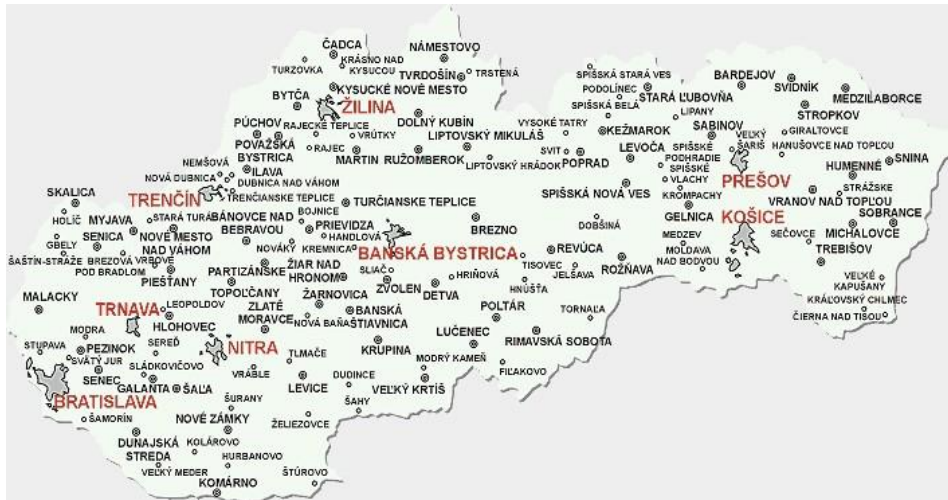 ČADCA
NÁMESTOVO
KRÁSNO NAD
KYSUCOU
TURZOVKA
TVRDOŠÍN
TRSTENÁ
SPIŠSKÁ STARÁ VES
BARDEJOV
SVIDNÍK
KYSUCKÉ NOVÉ MESTO
PODOLÍNEC
STARÁ ĽUBOVŇA
MEDZILABORCE
BYTČA
ŽILINA
SPIŠSKÁ BELÁ
STROPKOV
DOLNÝ KUBÍN
LIPANY
PÚCHOV
RAJECKÉ TEPLICE
VRÚTKY
LIPTOVSKÝ MIKULÁŠ
VYSOKÉ TATRY
KEŽMAROK
SABINOV
VEĽKÝ
ŠARIŠ
GIRALTOVCE
POVAŽSKÁ
BYSTRICA
RAJEC
MARTIN
RUŽOMBEROK
LIPTOVSKÝ HRÁDOK
SVIT
POPRAD
LEVOČA
SPIŠSKÉ
PODHRADIE
HANUŠOVCE NAD TOPĽOU
NEMŠOVÁ
ILAVA
SNINA
NOVÁ DUBNICA
DUBNICA NAD VÁHOM
SPIŠSKÉ
VLACHY
PREŠOV
HUMENNÉ
SKALICA
TRENČÍN
TRENČIANSKE TEPLICE
SPIŠSKÁ NOVÁ VES
KROMPACHY
STRÁŽSKE
VRANOV NAD TOPĽOU
TURČIANSKE TEPLICE
HOLÍČ
MYJAVA
STARÁ TURÁ
BÁNOVCE NAD
BEBRAVOU
BOJNICE
PRIEVIDZA
BREZNO
DOBŠINÁ
GELNICA
KOŠICE
SOBRANCE
SENICA
NOVÉ MESTO
NAD VÁHOM
HANDLOVÁ
MEDZEV
SEČOVCE
MICHALOVCE
GBELY
NOVÁKY
KREMNICA
BANSKÁ BYSTRICA
REVÚCA
MOLDAVA
NAD BODVOU
TREBIŠOV
ŠAŠTÍN-STRÁŽE
BREZOVÁ
POD BRADLOM
VRBOVÉ
PIEŠŤANY
PARTIZÁNSKE
ŽIAR NAD
HRONOM
SLIAČ
TISOVEC
JELŠAVA
ROŽŇAVA
HRIŇOVÁ
ZVOLEN
DETVA
HNÚŠŤA
VEĽKÉ
KAPUŠANY
MALACKY
TOPOĽČANY
ŽARNOVICA
KRÁĽOVSKÝ CHLMEC
TRNAVA
LEOPOLDOV
ZLATÉ
MORAVCE
BANSKÁ
ŠTIAVNICA
POLTÁR
TORNAĽA
ČIERNA NAD TISOU
HLOHOVEC
NOVÁ BAŇA
MODRA
LUČENEC
STUPAVA
PEZINOK
SEREĎ
NITRA
KRUPINA
RIMAVSKÁ SOBOTA
SVÄTÝ JUR
TLMAČE
MODRÝ KAMEŇ
SLÁDKOVIČOVO
VRÁBLE
FIĽAKOVO
SENEC
GALANTA
ŠAĽA
LEVICE
DUDINCE
VEĽKÝ KRTÍŠ
BRATISLAVA
ŠURANY
ŠAHY
ŠAMORÍN
NOVÉ ZÁMKY
ŽELIEZOVCE
DUNAJSKÁ
STREDA
KOLÁROVO
HURBANOVO
VEĽKÝ MEDER
ŠTÚROVO
KOMÁRNO